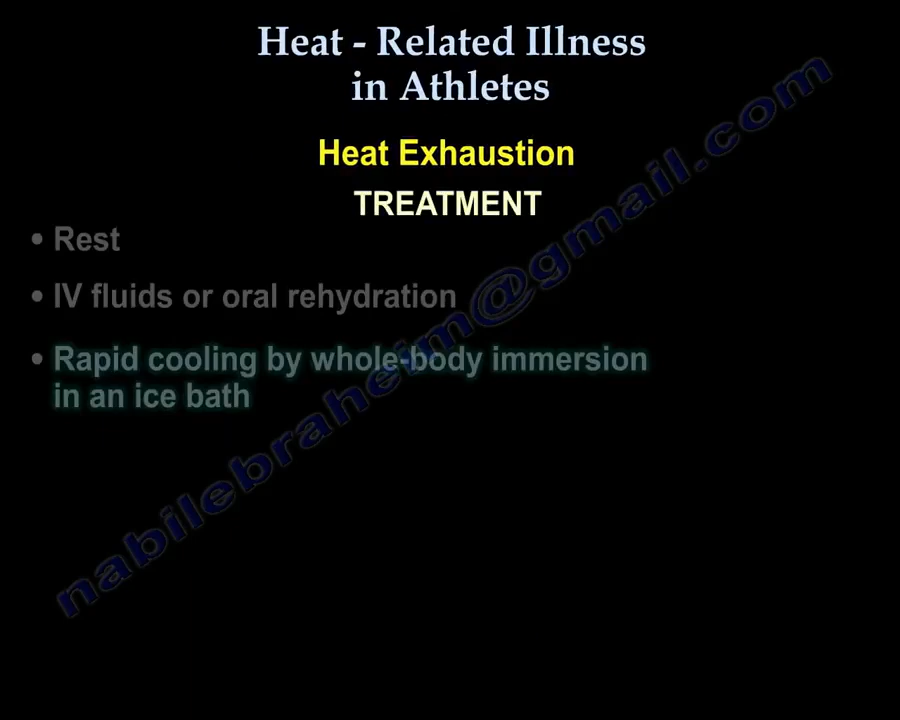 Heat - Related Illness
in Athletes
Heat Exhaustion
TREATMENT
• Rest
• IV fluids or oral rehydration
• Rapid cooling by whole-body immersion
in an ice bath
nabilebraheim@gmail.com